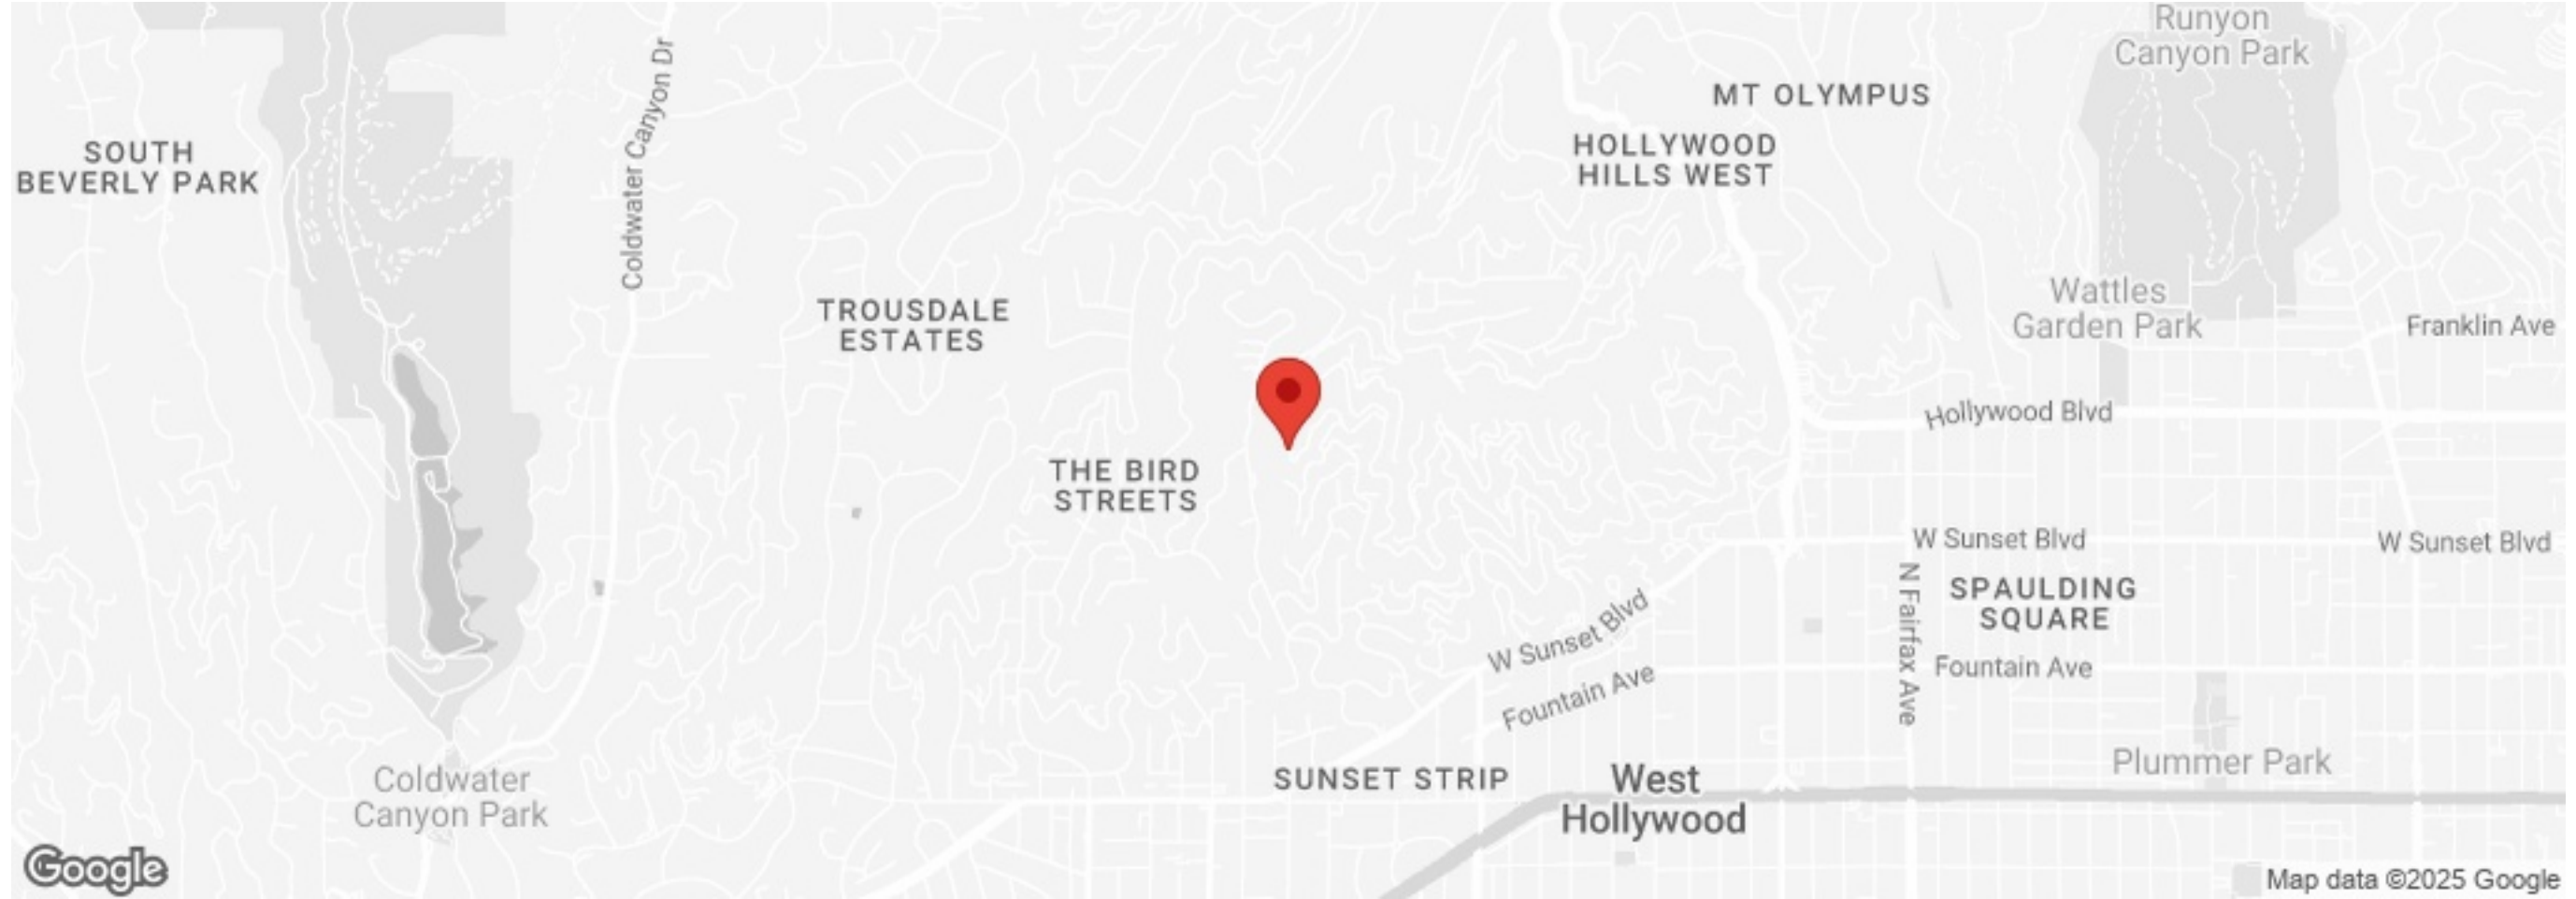 Runyon
Canyon Park
Coldwater Canyon Dr
MT OLYMPUS
SOUTH
BEVERLY PARK
HOLLYWOOD
HILLS WEST
TROUSDALE
ESTATES
Wattles
Garden Park
Franklin Ave
Hollywood Blvd
THE BIRD
STREETS
W Sunset Blvd
W Sunset Blvd
N Fairfax Ave
SPAULDING
SQUARE
W Sunset Blvd
Fountain Ave
Fountain Ave
Coldwater
Canyon Park
SUNSET STRIP
West
Hollywood
Plummer Park
Google
Map data ©2025 Google